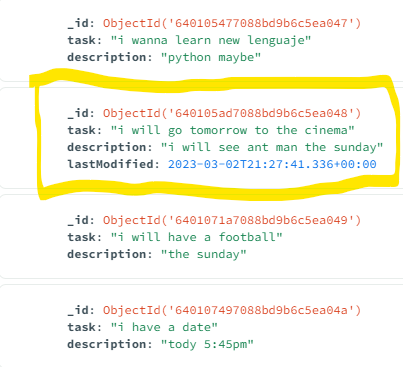 _id: ObjectId('640105477088bd9b6c5ea047')
task: "i wanna learn new lenguaje"
description: "python maybe"
_id: ObjectId('640105ad7088bd9b6c5ea048')
task: "i will go tomorrow to the cinema"
description: "i will see ant man the sunday"
lastModified: 2023-03-02T21:27:41.336+00:00
_id: ObjectId('6401071a7088bd9b6c5ea049')
task: "i will have a football"
description: "the sunday"
_id: ObjectId('640107497088bd9b6c5ea04a')
task: "i have a date"
description: "tody 5:45pm"